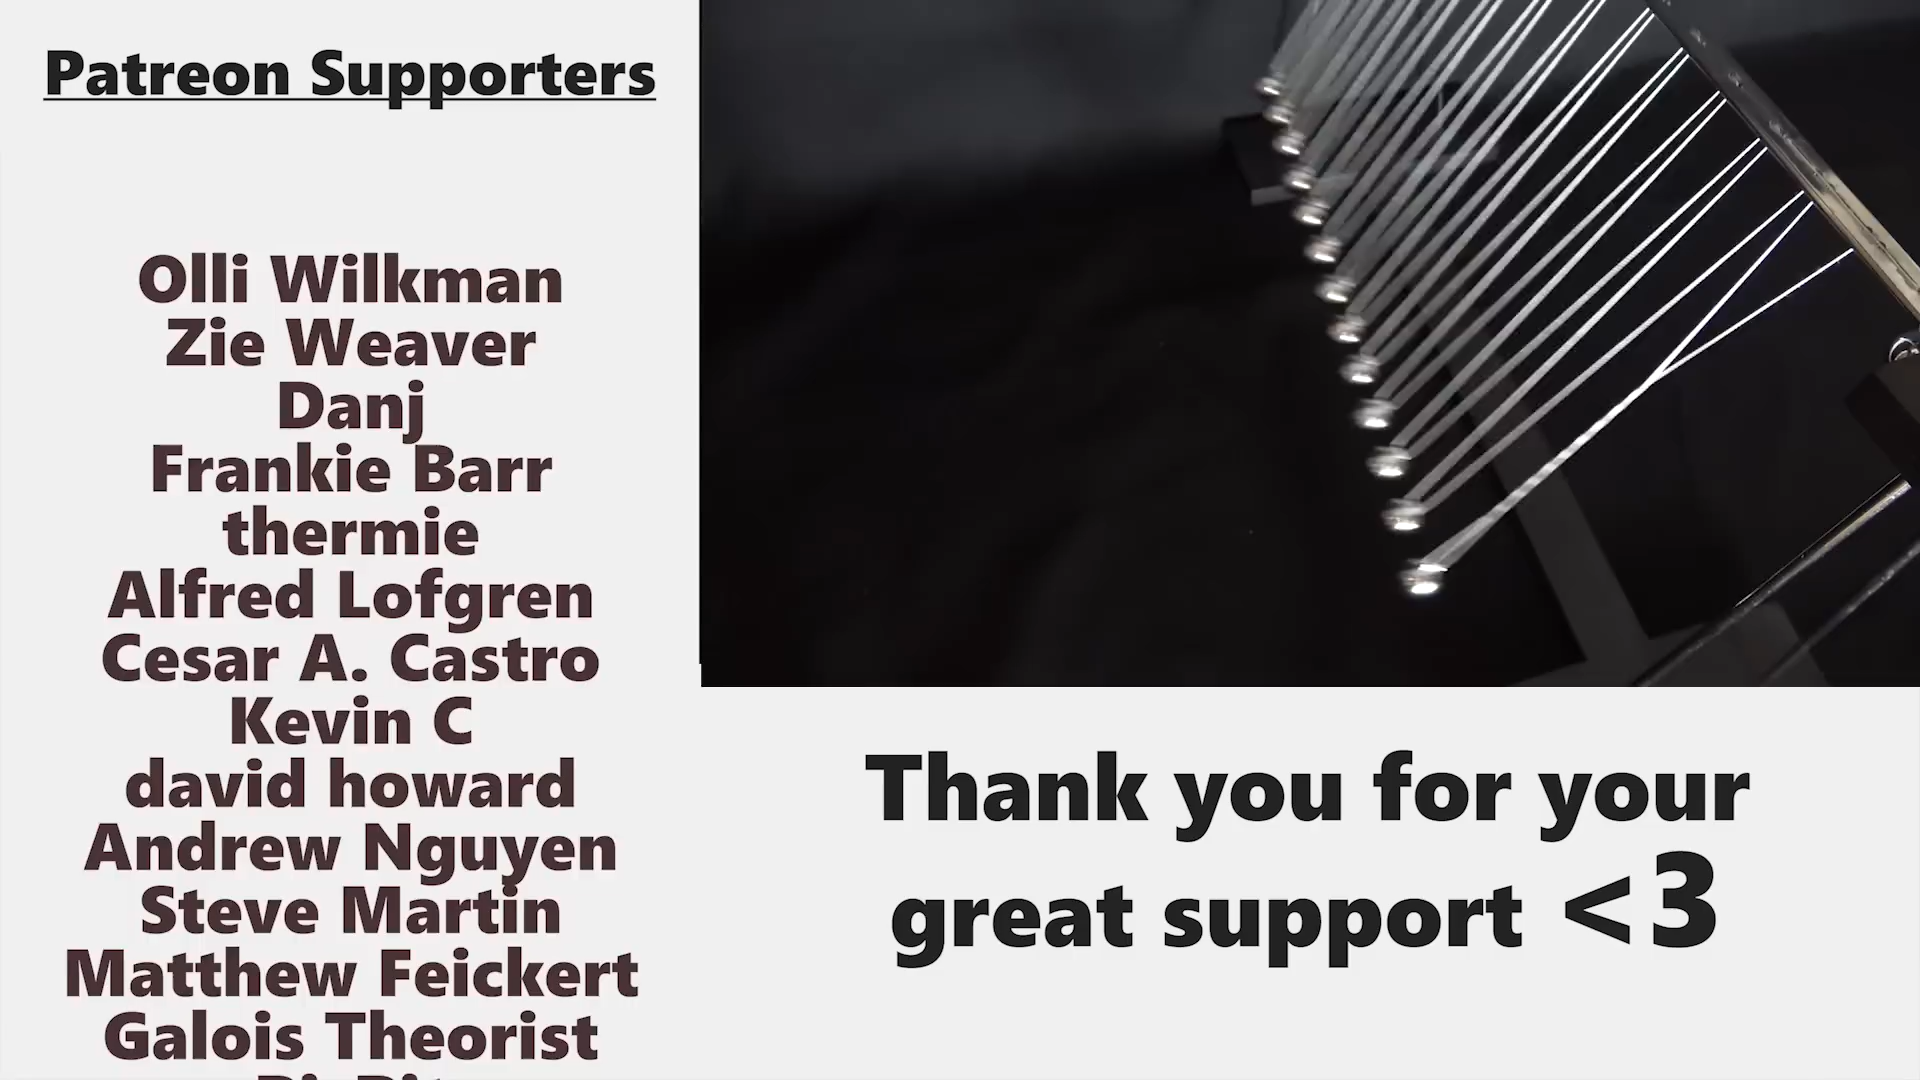 Patreon Supporters
Olli Wilkman
Zie Weaver
Danj
Frankie Barr
thermie
Alfred Lofgren
Cesar A. Castro
Kevin C
david howard
Andrew Nguyen
Steve Martin
Matthew Feickert
Galois Theorist
Thank you for your
great support <3